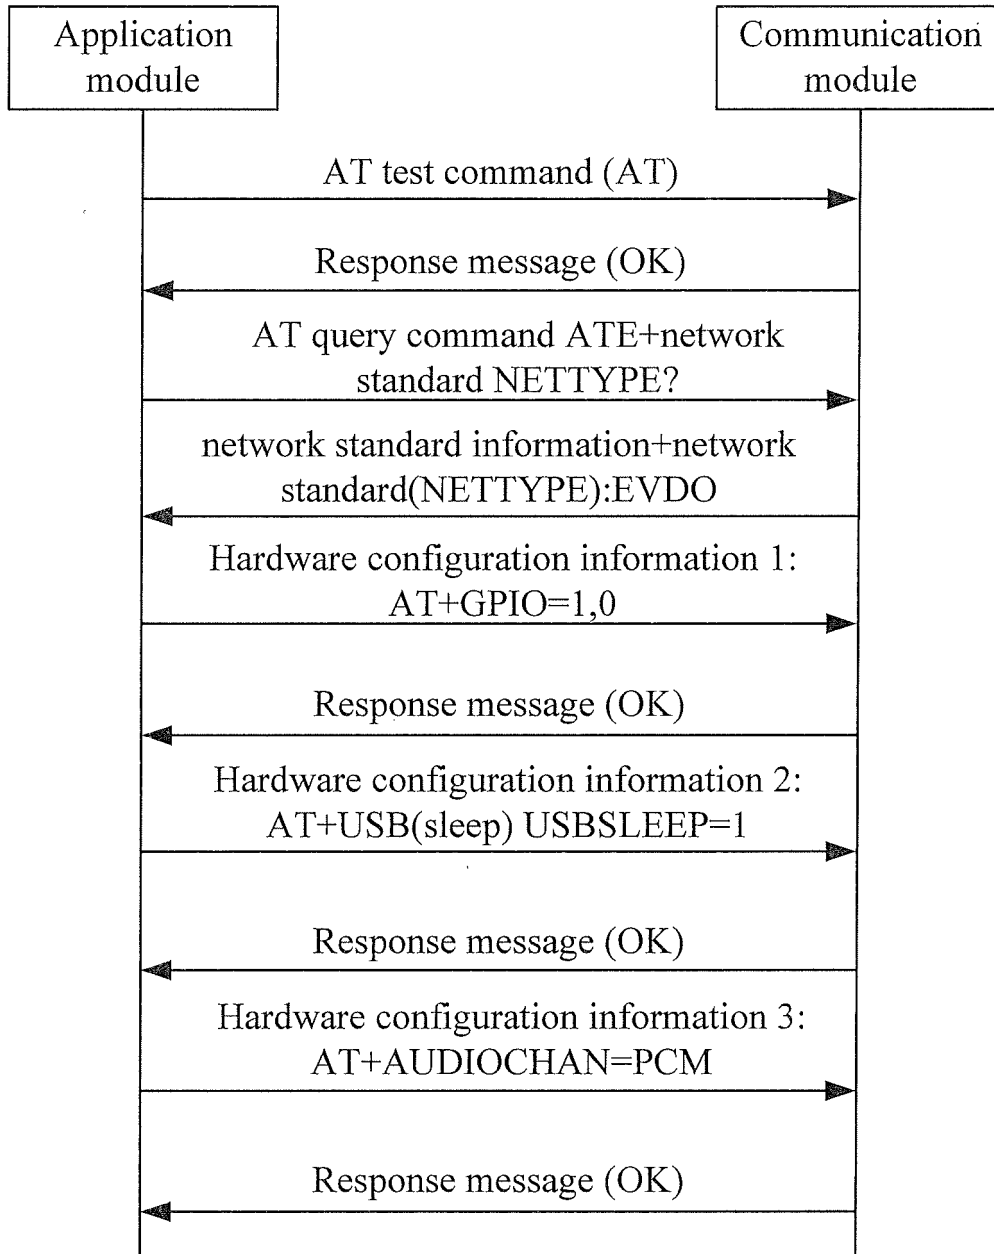 Application
module
Communication
module
AT test command (AT)
Response message (OK)
AT query command ATE+network
standard NETTYPE?
network standard information+network
standard(NETTYPE):EVDO
Hardware configuration information 1:
AT+GPIO=1,0
Response message (OK)
Hardware configuration information 2:
AT+USB(sleep) USBSLEEP=1
Response message (OK)
Hardware configuration information 3:
AT+AUDIOCHAN=PCM
Response message (OK)